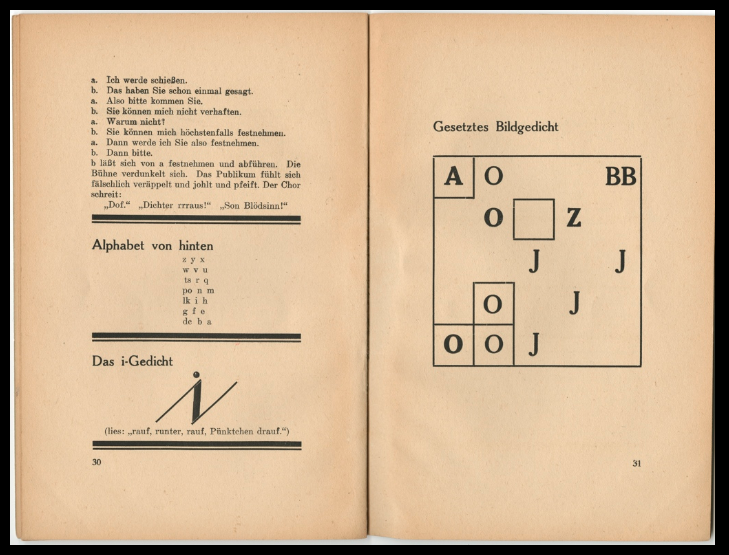 a. Ich werde schießen.
b. Das haben Sie schon einmal gesagt.
a. Also bitte kommen Sie.
b. Sie können mich nicht verhaften.
a. Warum nicht?
b. Sie können mich höchstenfalls festnehmen.
a. Dann werde ich Sie also festnehmen.
b. Dann bitte.
b läßt sich von a festnehmen und abführen. Die
Bühne verdunkelt sich. Das Publikum fühlt sich
fälschlich veräppelt und johlt und pfeift. Der Chor
schreit:
„Dof.“ „Dichter rrraus!“ „Son Blödsinn!“
Alphabet von hinten
z y x
w v u
ts r q
po n m
lk i h
g f e
de b a
Das i-Gedicht
i
(lies: „rauf, runter, rauf, Pünktchen drauf.“)
30
Gesetztes Bildgedicht
A O BB
O Z
J J
O J
O O J
31